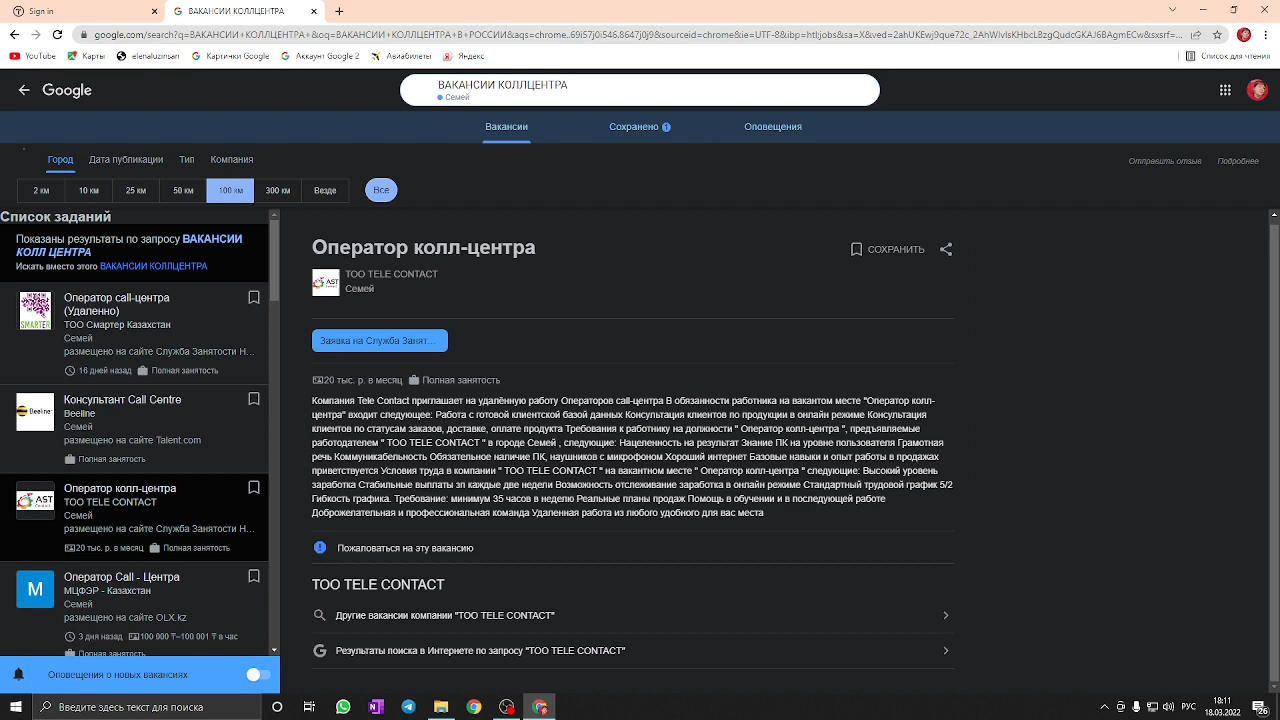 Sign in
ВАКАНСИИ КОЛЛЦЕНТРА
YouTube
Карты
elenaluzinsari
Картинки Google
Аккаунт Google 2
Авиабилеты
Яндекс
Список для чтения
Google
ВАКАНСИИ КОЛЛЦЕНТРА
Семей
Вакансии
Сохранено 1
Оповещения
Город
Дата публикации
Тип
Компания
Отправить отзыв
Подробнее
2 км
10 км
25 км
50 км
100 км
300 км
Везде
Все
Список заданий
Показаны результаты по запросу ВАКАНСИИ
КОЛЛ ЦЕНТРА
Искать вместо этого ВАКАНСИИ КОЛЛЦЕНТРА
SMARTER
Оператор call-центра
(Удаленно)
ТОО Смартер Казахстан
Семей
размещено на сайте Служба Занятости Н...
16 дней назад
Полная занятость
Beeline
Консультант Call Centre
Beeline
Семей
размещено на сайте Talent.com
Полная занятость
AST
Contact
Оператор колл-центра
ТОО TELE CONTACT
Семей
размещено на сайте Служба Занятости Н...
20 тыс. р. в месяц
Полная занятость
М
Оператор Call - Центра
МЦФЭР - Казахстан
Семей
размещено на сайте OLX.kz
3 дня назад
100 000 ₸–100 001 ₸ в час
Полная занятость
Оповещения о новых вакансиях
Оператор колл-центра
СОХРАНИТЬ
AST
Contact
ТОО TELE CONTACT
Семей
Заявка на Служба Занят...
20 тыс. р. в месяц
Полная занятость
Компания Tele Contact приглашает на удалённую работу Операторов call-центра В обязанности работника на вакантом месте "Оператор колл-
центра" входит следующее: Работа с готовой клиентской базой данных Консультация клиентов по продукции в онлайн режиме Консультация
клиентов по статусам заказов, доставке, оплате продукта Требования к работнику на должности " Оператор колл-центра ", предъявляемые
работодателем " ТОО TELE CONTACT " в городе Семей , следующие: Нацеленность на результат Знание ПК на уровне пользователя Грамотная
речь Коммуникабельность Обязательное наличие ПК, наушников с микрофоном Хороший интернет Базовые навыки и опыт работы в продажах
приветствуется Условия труда в компании " ТОО TELE CONTACT " на вакантном месте " Оператор колл-центра " следующие: Высокий уровень
заработка Стабильные выплаты зп каждые две недели Возможность отслеживание заработка в онлайн режиме Стандартный трудовой график 5/2
Гибкость графика. Требование: минимум 35 часов в неделю Реальные планы продаж Помощь в обучении и в последующей работе
Доброжелательная и профессиональная команда Удаленная работа из любого удобного для вас места
Пожаловаться на эту вакансию
ТОО TELE CONTACT
Другие вакансии компании "ТОО TELE CONTACT"
Результаты поиска в Интернете по запросу "ТОО TELE CONTACT"
Введите здесь текст для поиска
РУС
18:11
18.03.2022
26